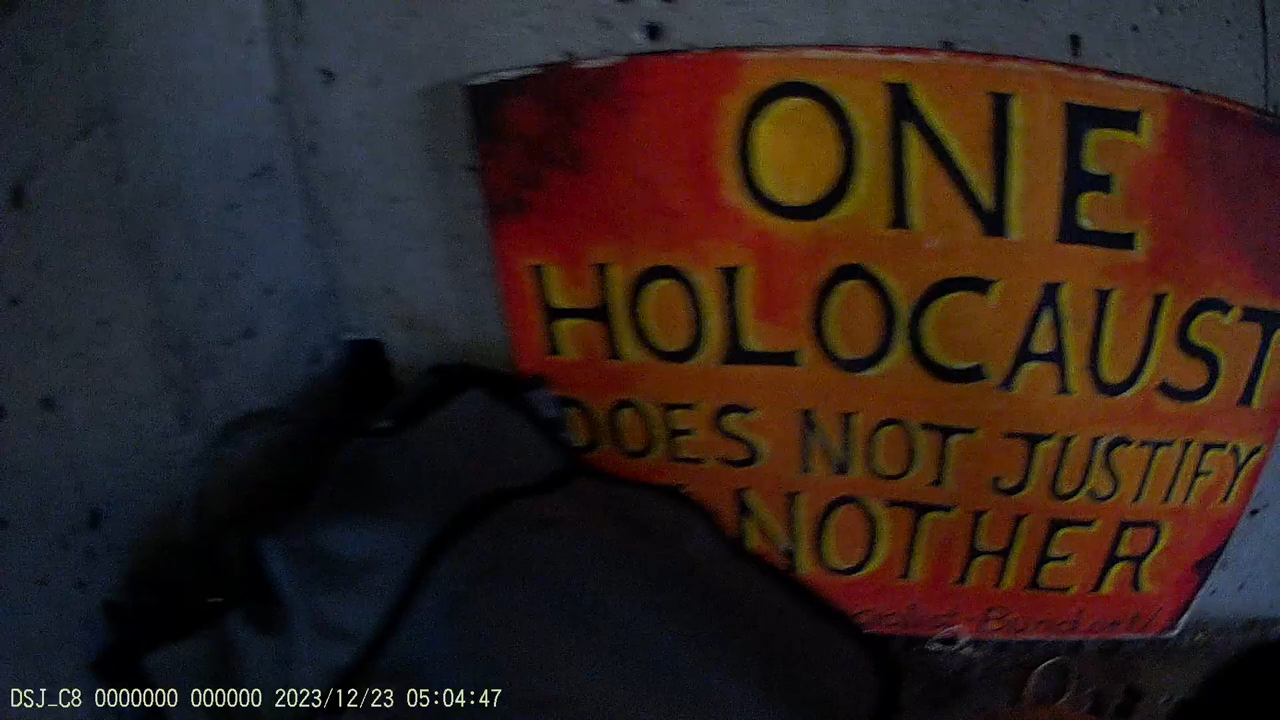 ONE
HOLOCAUST
DOES NOT JUSTIFY
NOTHER
DSJ_C8 0000000 000000 2023/12/23 05:04:47